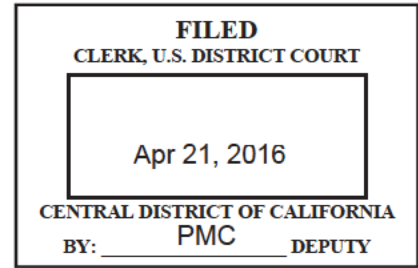 FILED
CLERK, U.S. DISTRICT COURT
Apr 21, 2016
CENTRAL DISTRICT OF CALIFORNIA
BY: PMC DEPUTY